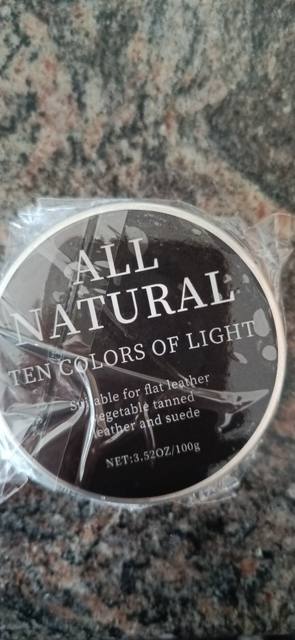 ALL
NATURAL
TEN COLORS OF LIGHT
Suitable for flat leather
vegetable tanned
leather and suede
NET:3.52OZ/100g